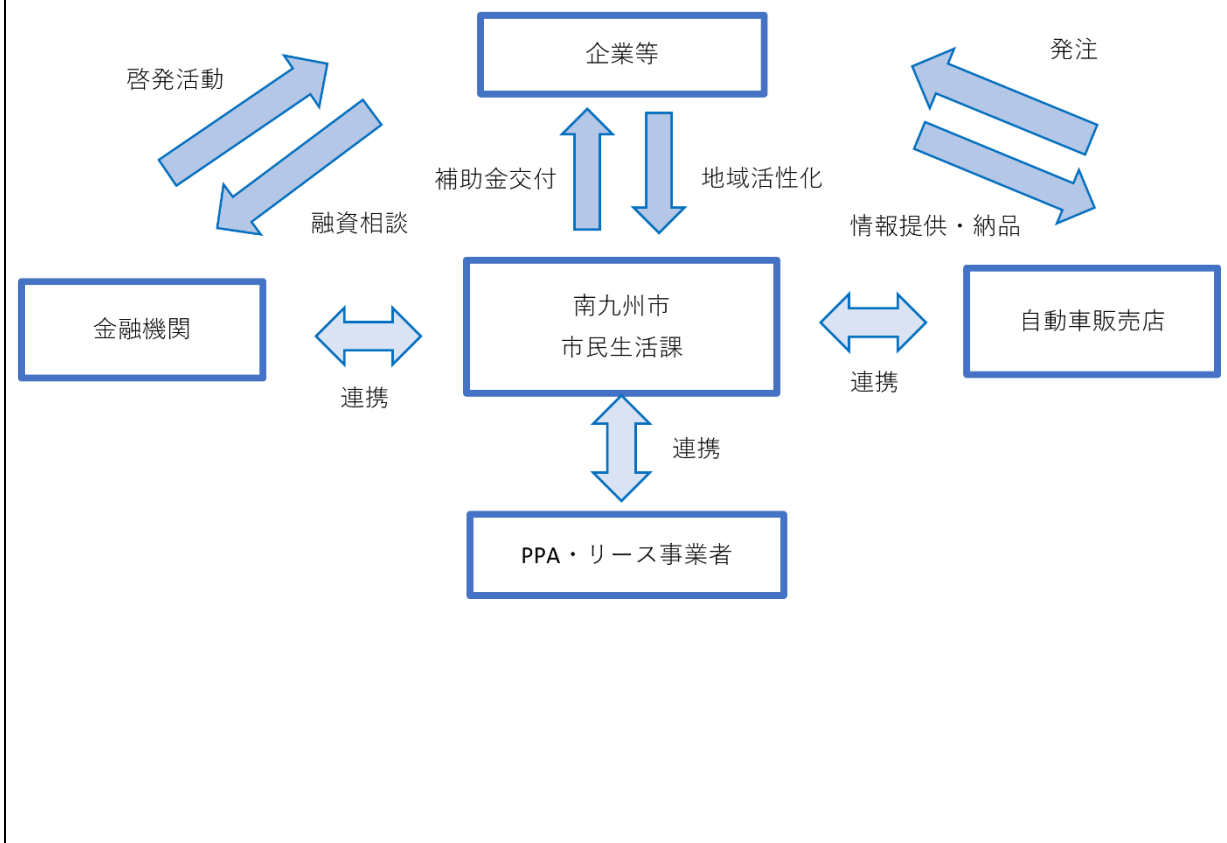 企業等
発注
啓発活動
補助金交付
地域活性化
融資相談
情報提供・納品
金融機関
南九州市
市民生活課
自動車販売店
連携
連携
連携
PPA・リース事業者